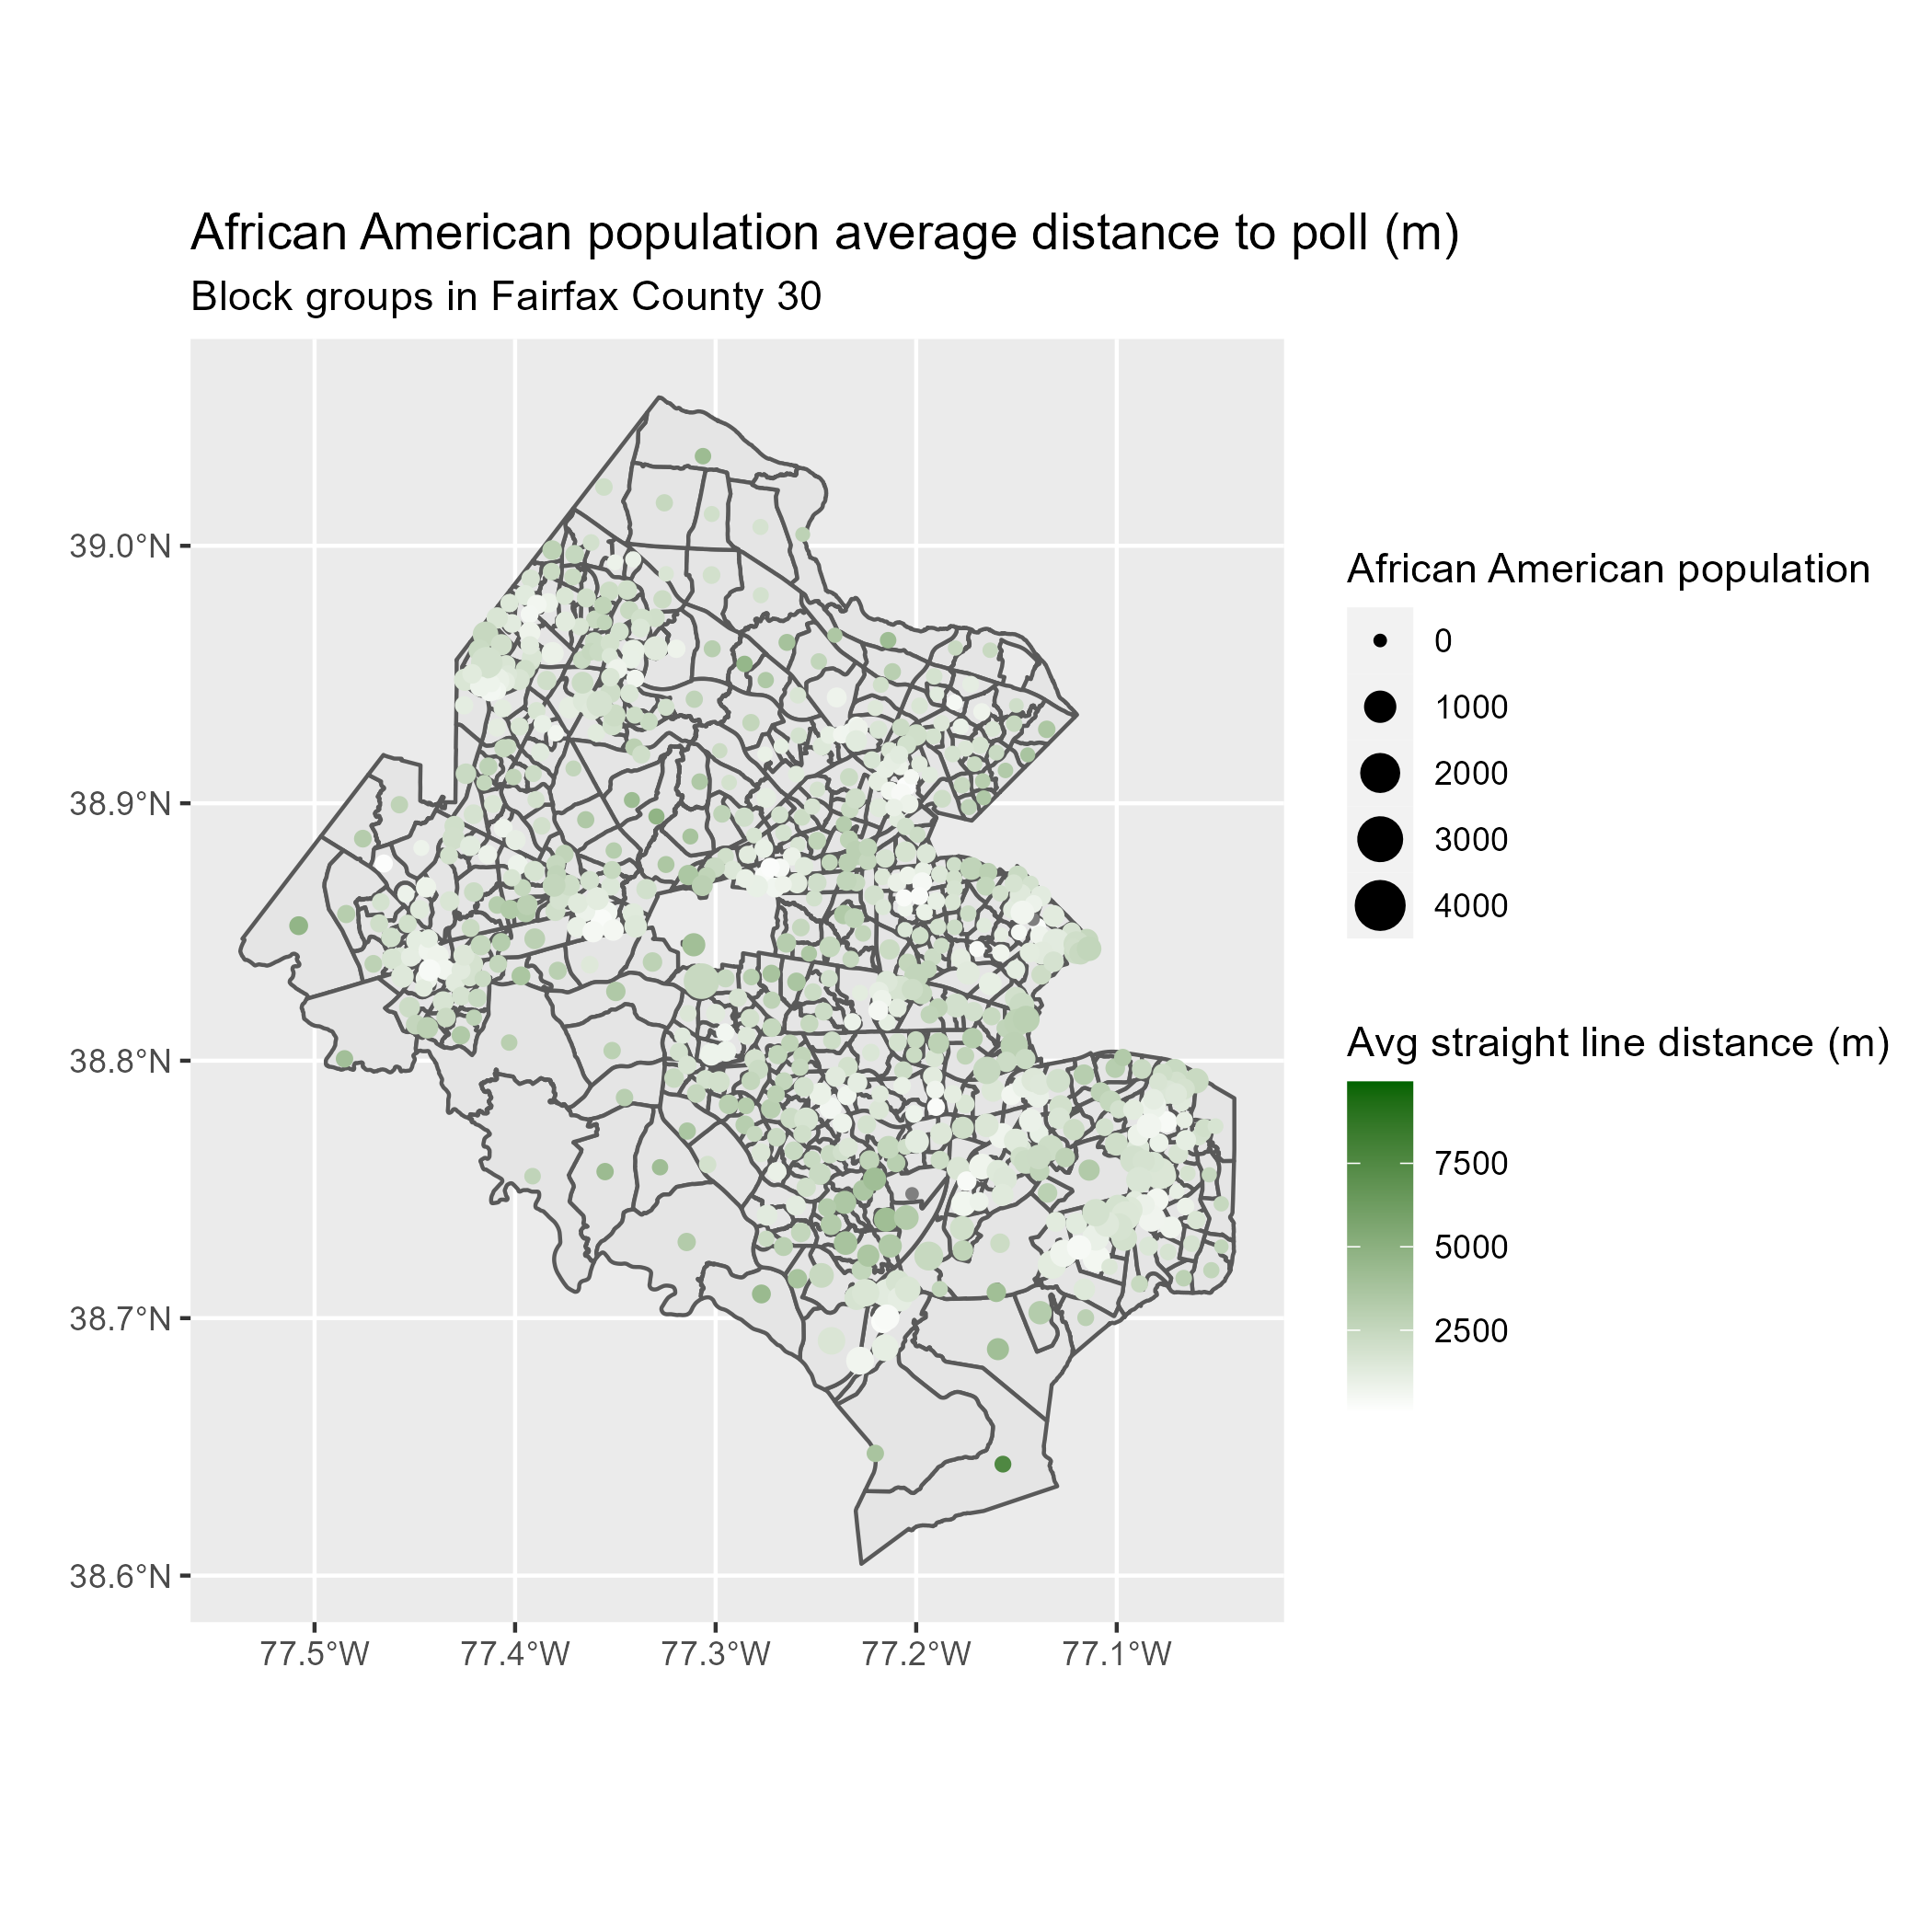 African American population average distance to poll (m)
Block groups in Fairfax County 30
39.0°N
38.9°N
38.8°N
38.7°N
38.6°N
77.5°W
77.4°W
77.3°W
77.2°W
77.1°W
African American population
0
1000
2000
3000
4000
Avg straight line distance (m)
7500
5000
2500